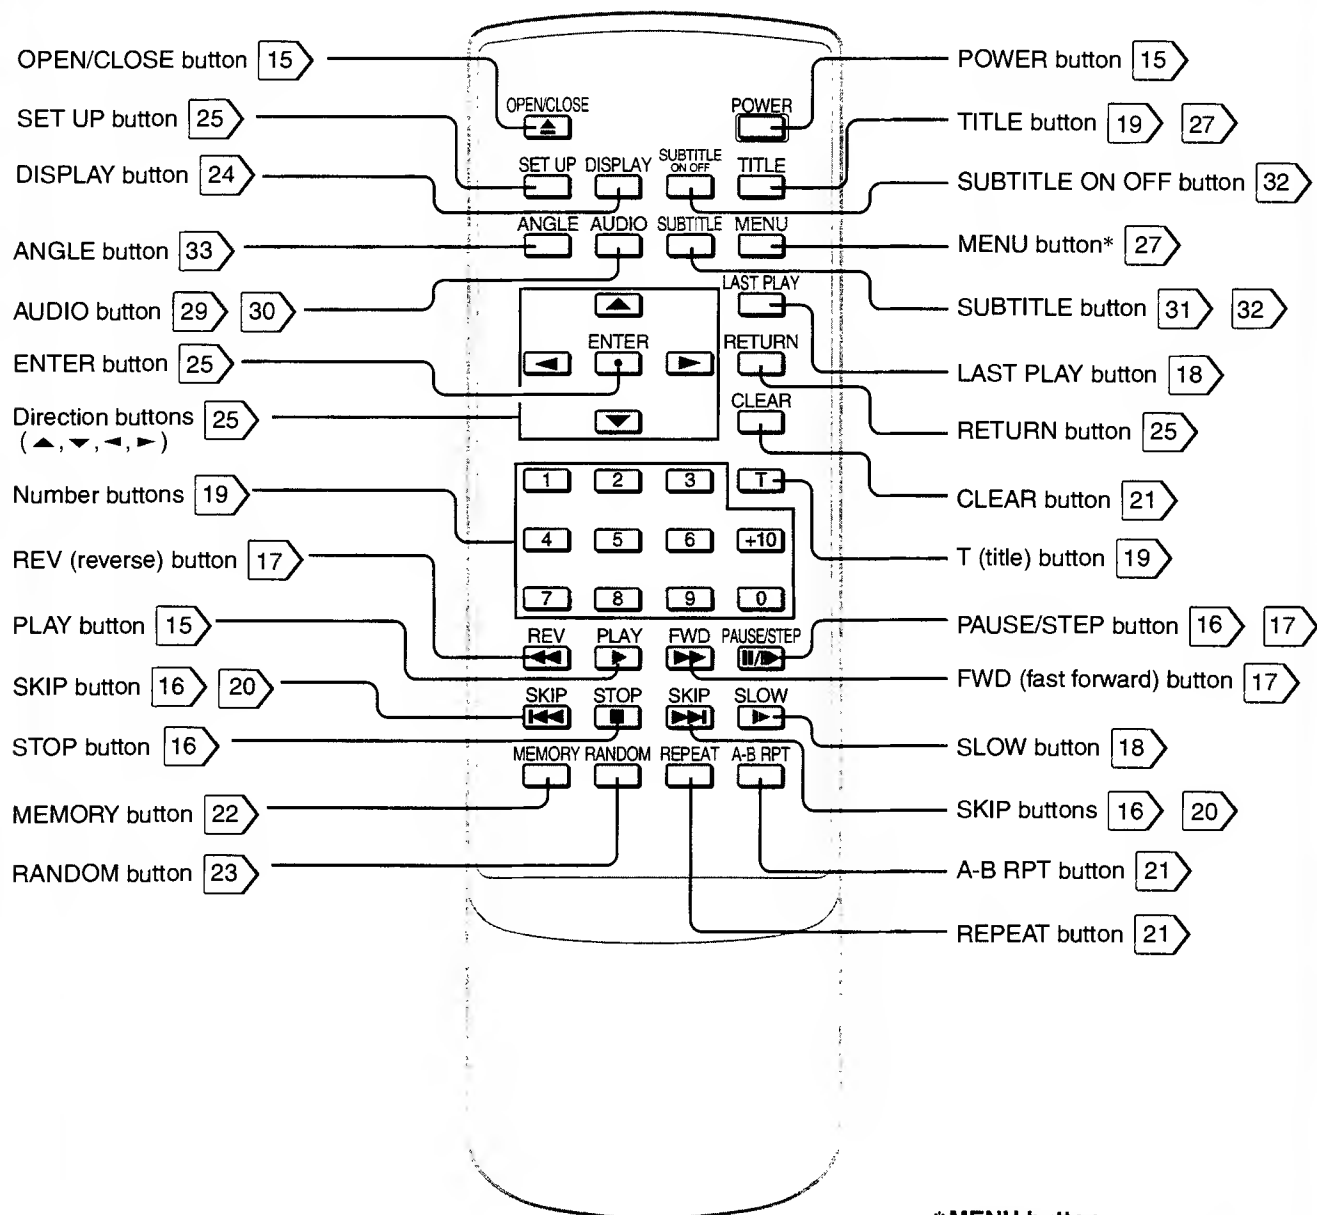 OPEN/CLOSE button 15
SET UP button 25
DISPLAY button 24
ANGLE button 33
AUDIO button 29 30
ENTER button 25
Direction buttons 25
(▲,▼,◄,►)
Number buttons 19
REV (reverse) button 17
PLAY button 15
SKIP button 16 20
STOP button 16
MEMORY button 22
RANDOM button 23
OPEN/CLOSE POWER
SET UP DISPLAY SUBTITLE ON OFF TITLE
ANGLE AUDIO SUBTITLE MENU
LAST PLAY
ENTER RETURN
CLEAR
1 2 3 T
4 5 6 +10
7 8 9 0
REV PLAY FWD PAUSE/STEP
SKIP STOP SKIP SLOW
MEMORY RANDOM REPEAT A-B RPT
POWER button 15
TITLE button 19 27
SUBTITLE ON OFF button 32
MENU button* 27
SUBTITLE button 31 32
LAST PLAY button 18
RETURN button 25
CLEAR button 21
T (title) button 19
PAUSE/STEP button 16 17
FWD (fast forward) button 17
SLOW button 18
SKIP buttons 16 20
A-B RPT button 21
REPEAT button 21
*MENU button